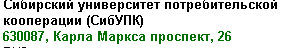 Сибирский университет потребительской
кооперации (СибУПК)
630087, Карла Маркса проспект, 26